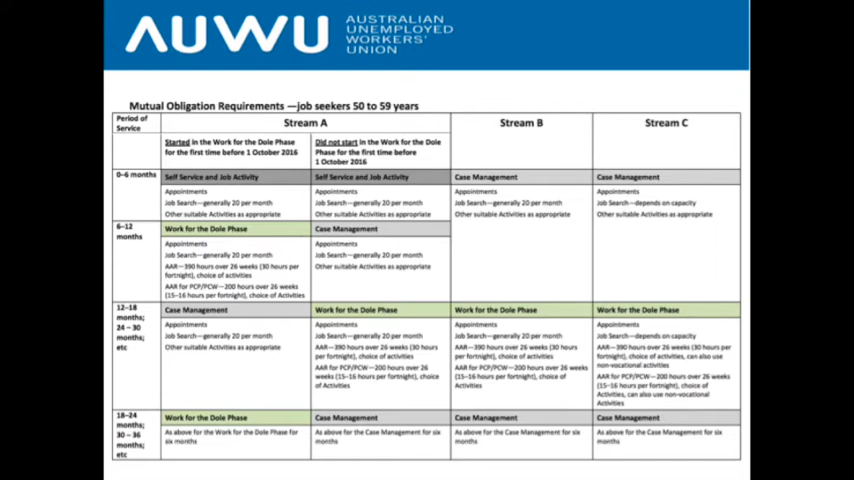 AUWU
AUSTRALIAN
UNEMPLOYED
WORKERS'
UNION
Mutual Obligation Requirements —job seekers 50 to 59 years
Period of
Service
Stream A
Stream B
Stream C
Started in the Work for the Dole Phase
for the first time before 1 October 2016
Did not start in the Work for the Dole
Phase for the first time before
1 October 2016
0–6 months
Self Service and Job Activity
Appointments
Job Search—generally 20 per month
Other suitable Activities as appropriate
Self Service and Job Activity
Appointments
Job Search—generally 20 per month
Other suitable Activities as appropriate
Case Management
Appointments
Job Search—generally 20 per month
Other suitable Activities as appropriate
Case Management
Appointments
Job Search—depends on capacity
Other suitable Activities as appropriate
6–12
months
Work for the Dole Phase
Appointments
Job Search—generally 20 per month
AAR—390 hours over 26 weeks (30 hours per
fortnight), choice of activities
AAR for PCP/PCW—200 hours over 26 weeks
(15–16 hours per fortnight), choice of Activities
Case Management
Appointments
Job Search—generally 20 per month
Other suitable Activities as appropriate
12–18
months;
24 – 30
months;
etc
Case Management
Appointments
Job Search—generally 20 per month
Other suitable Activities as appropriate
Work for the Dole Phase
Appointments
Job Search—generally 20 per month
AAR—390 hours over 26 weeks (30 hours
per fortnight), choice of activities
AAR for PCP/PCW—200 hours over 26
weeks (15–16 hours per fortnight), choice
of Activities
Work for the Dole Phase
Appointments
Job Search—generally 20 per month
AAR—390 hours over 26 weeks (30 hours
per fortnight), choice of activities
AAR for PCP/PCW—200 hours over 26 weeks
(15–16 hours per fortnight), choice of
Activities
Work for the Dole Phase
Appointments
Job Search—depends on capacity
AAR—390 hours over 26 weeks (30 hours per
fortnight), choice of activities, can also use
non-vocational activities
AAR for PCP/PCW—200 hours over 26 weeks
(15–16 hours per fortnight), choice of
Activities, can also use non-vocational
Activities
18–24
months;
30 – 36
months;
etc
Work for the Dole Phase
As above for the Work for the Dole Phase for
six months
Case Management
As above for the Case Management for six
months
Case Management
As above for the Case Management for six
months
Case Management
As above for the Case Management for six
months